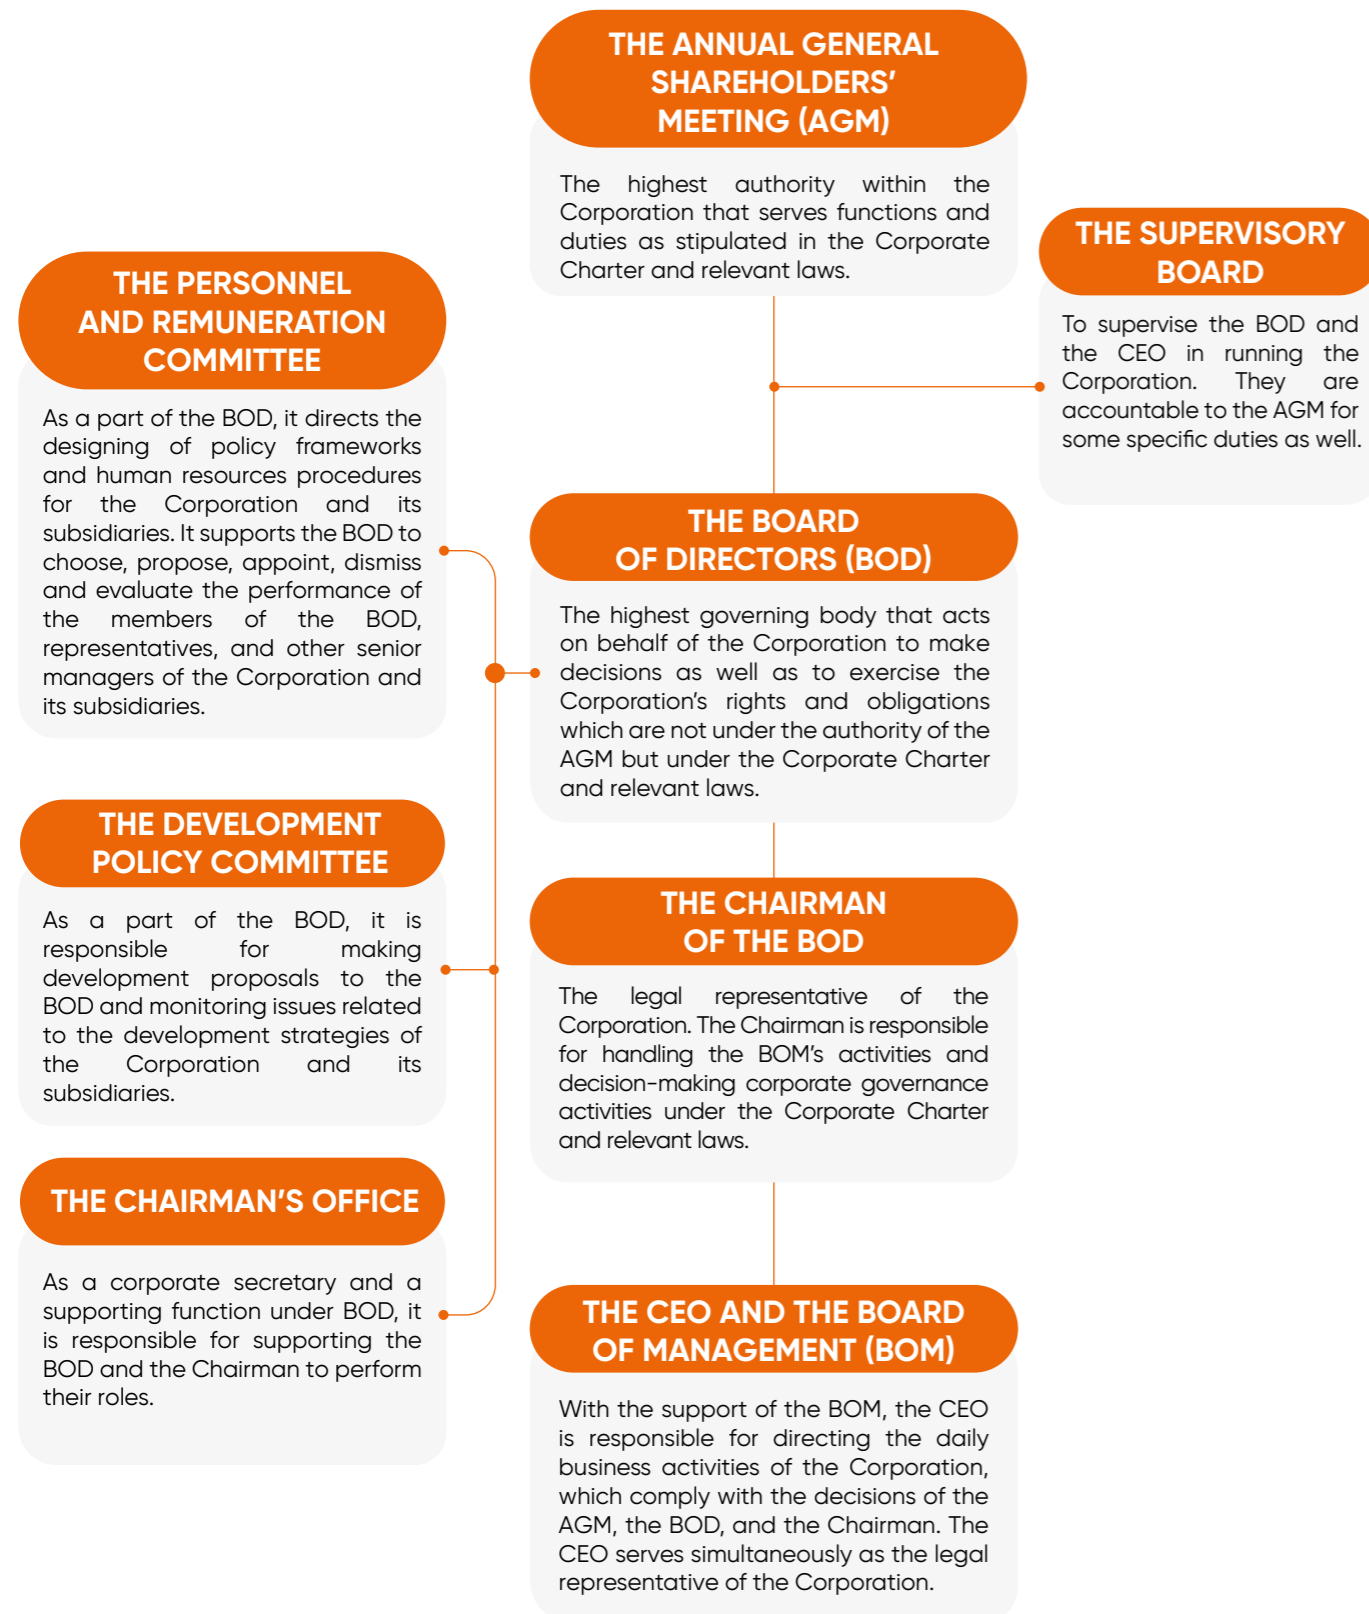 THE ANNUAL GENERAL
SHAREHOLDERS’
MEETING (AGM)
The highest authority within the
Corporation that serves functions and
duties as stipulated in the Corporate
Charter and relevant laws.
THE SUPERVISORY
BOARD
To supervise the BOD and
the CEO in running the
Corporation. They are
accountable to the AGM for
some specific duties as well.
THE PERSONNEL
AND REMUNERATION
COMMITTEE
As a part of the BOD, it directs the
designing of policy frameworks
and human resources procedures
for the Corporation and its
subsidiaries. It supports the BOD to
choose, propose, appoint, dismiss
and evaluate the performance of
the members of the BOD,
representatives, and other senior
managers of the Corporation and
its subsidiaries.
THE BOARD
OF DIRECTORS (BOD)
The highest governing body that acts
on behalf of the Corporation to make
decisions as well as to exercise the
Corporation’s rights and obligations
which are not under the authority of the
AGM but under the Corporate Charter
and relevant laws.
THE DEVELOPMENT
POLICY COMMITTEE
As a part of the BOD, it is
responsible for making
development proposals to the
BOD and monitoring issues related
to the development strategies of
the Corporation and its
subsidiaries.
THE CHAIRMAN
OF THE BOD
The legal representative of the
Corporation. The Chairman is responsible
for handling the BOM’s activities and
decision-making corporate governance
activities under the Corporate Charter
and relevant laws.
THE CHAIRMAN’S OFFICE
As a corporate secretary and a
supporting function under BOD, it
is responsible for supporting the
BOD and the Chairman to perform
their roles.
THE CEO AND THE BOARD
OF MANAGEMENT (BOM)
With the support of the BOM, the CEO
is responsible for directing the daily
business activities of the Corporation,
which comply with the decisions of the
AGM, the BOD, and the Chairman. The
CEO serves simultaneously as the legal
representative of the Corporation.